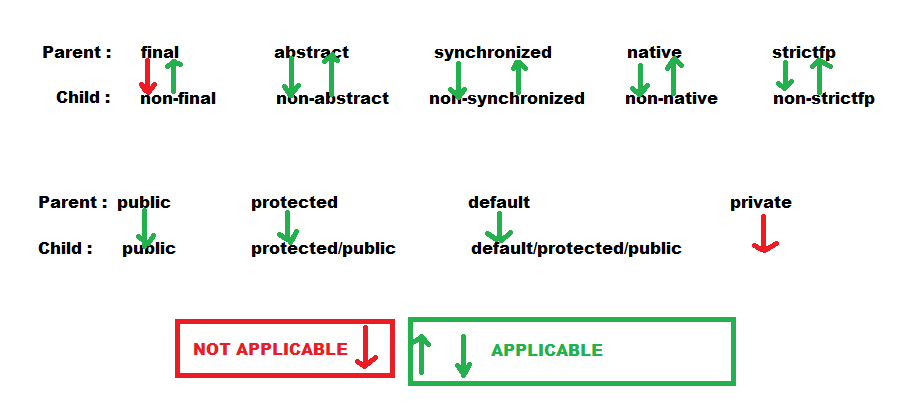 Parent : final abstract synchronized native strictfp
Child : non-final non-abstract non-synchronized non-native non-strictfp
Parent : public protected default private
Child : public protected/public default/protected/public
NOT APPLICABLE APPLICABLE